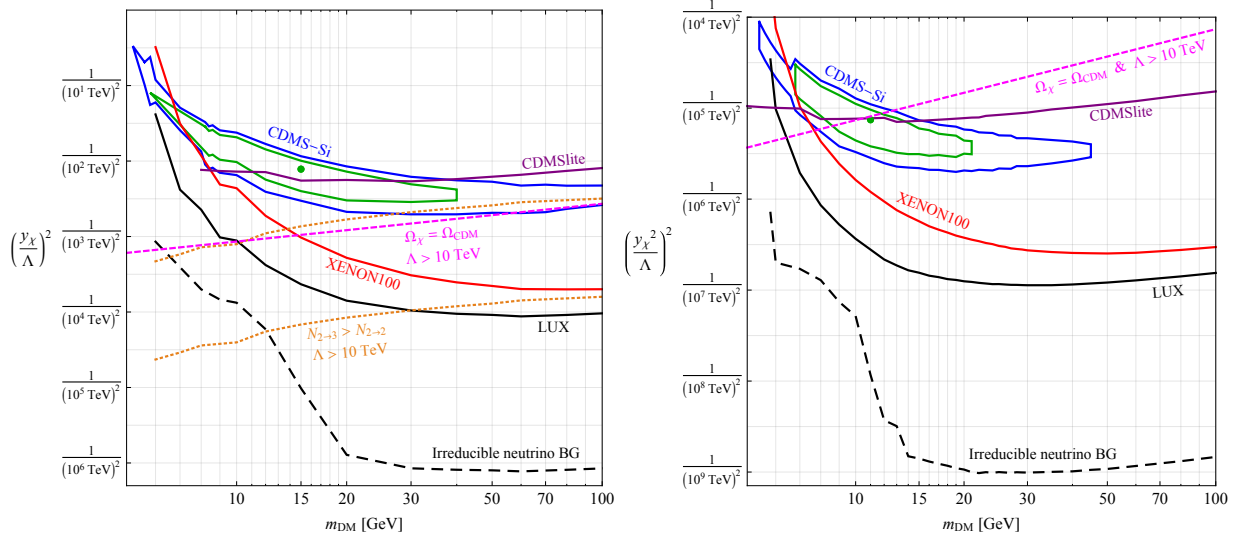 1/(10^1 TeV)^2
1/(10^2 TeV)^2
1/(10^3 TeV)^2
1/(10^4 TeV)^2
1/(10^5 TeV)^2
1/(10^6 TeV)^2
(y_χ/Λ)^2
CDMS-Si
CDMSlite
Ω_χ = Ω_CDM
Λ > 10 TeV
XENON100
LUX
N_2→3 > N_2→2
Λ > 10 TeV
Irreducible neutrino BG
10 15 20 30 50 70 100
m_DM [GeV]
1/(10^4 TeV)^2
1/(10^5 TeV)^2
1/(10^6 TeV)^2
1/(10^7 TeV)^2
1/(10^8 TeV)^2
1/(10^9 TeV)^2
(y_χ^2/Λ)^2
CDMS-Si
Ω_χ = Ω_CDM & Λ > 10 TeV
CDMSlite
XENON100
LUX
Irreducible neutrino BG
10 15 20 30 50 70 100
m_DM [GeV]